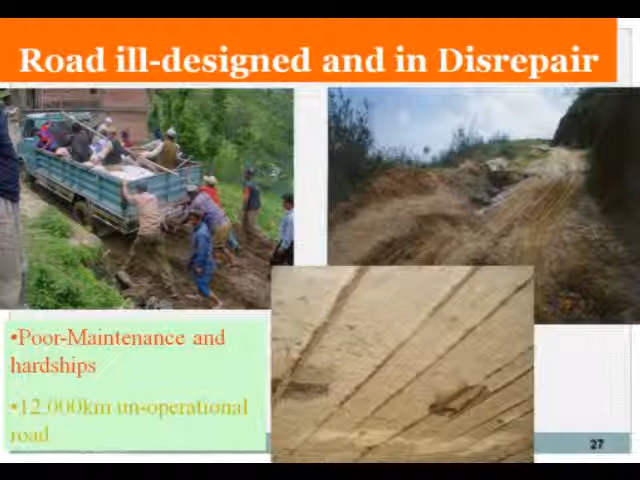 Road ill-designed and in Disrepair
•Poor-Maintenance and
hardships
•12,000km un-operational
road
27